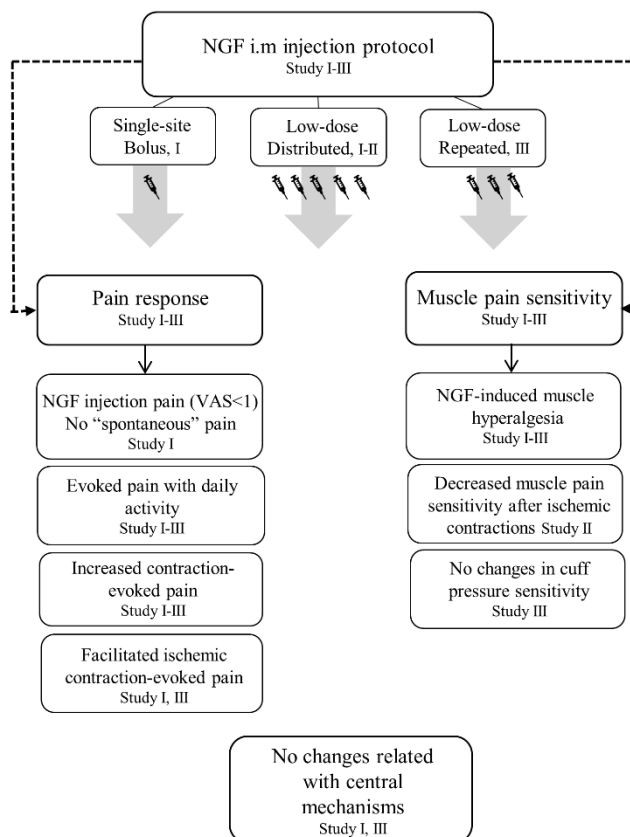 NGF i.m injection protocol
Study I-III
Single-site
Bolus, I
Low-dose
Distributed, I-II
Low-dose
Repeated, III
Pain response
Study I-III
NGF injection pain (VAS<1)
No “spontaneous” pain
Study I
Evoked pain with daily
activity
Study I-III
Increased contraction-
evoked pain
Study I-III
Facilitated ischemic
contraction-evoked pain
Study I, III
Muscle pain sensitivity
Study I-III
NGF-induced muscle
hyperalgesia
Study I-III
Decreased muscle pain
sensitivity after ischemic
contractions Study II
No changes in cuff
pressure sensitivity
Study III
No changes related
with central
mechanisms
Study I, III